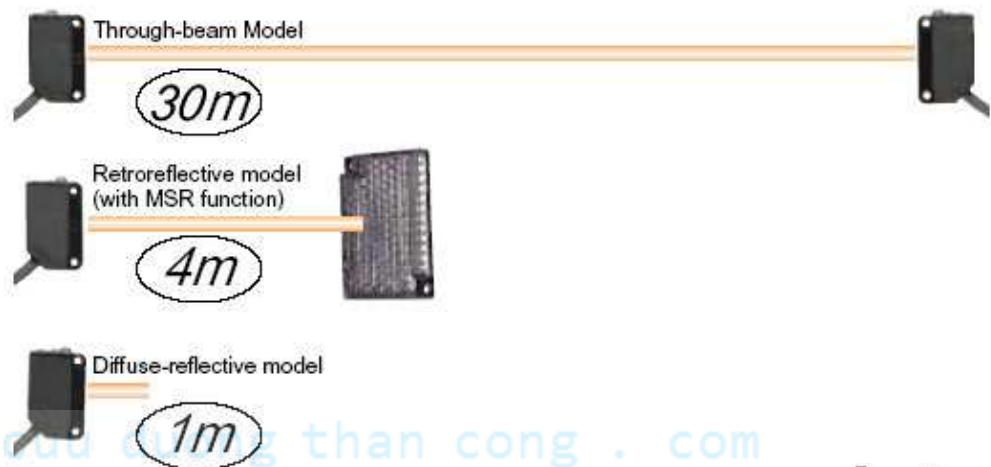 Through-beam Model
30m
Retroreflective model
(with MSR function)
4m
Diffuse-reflective model
1m
cuu duong than cong . com